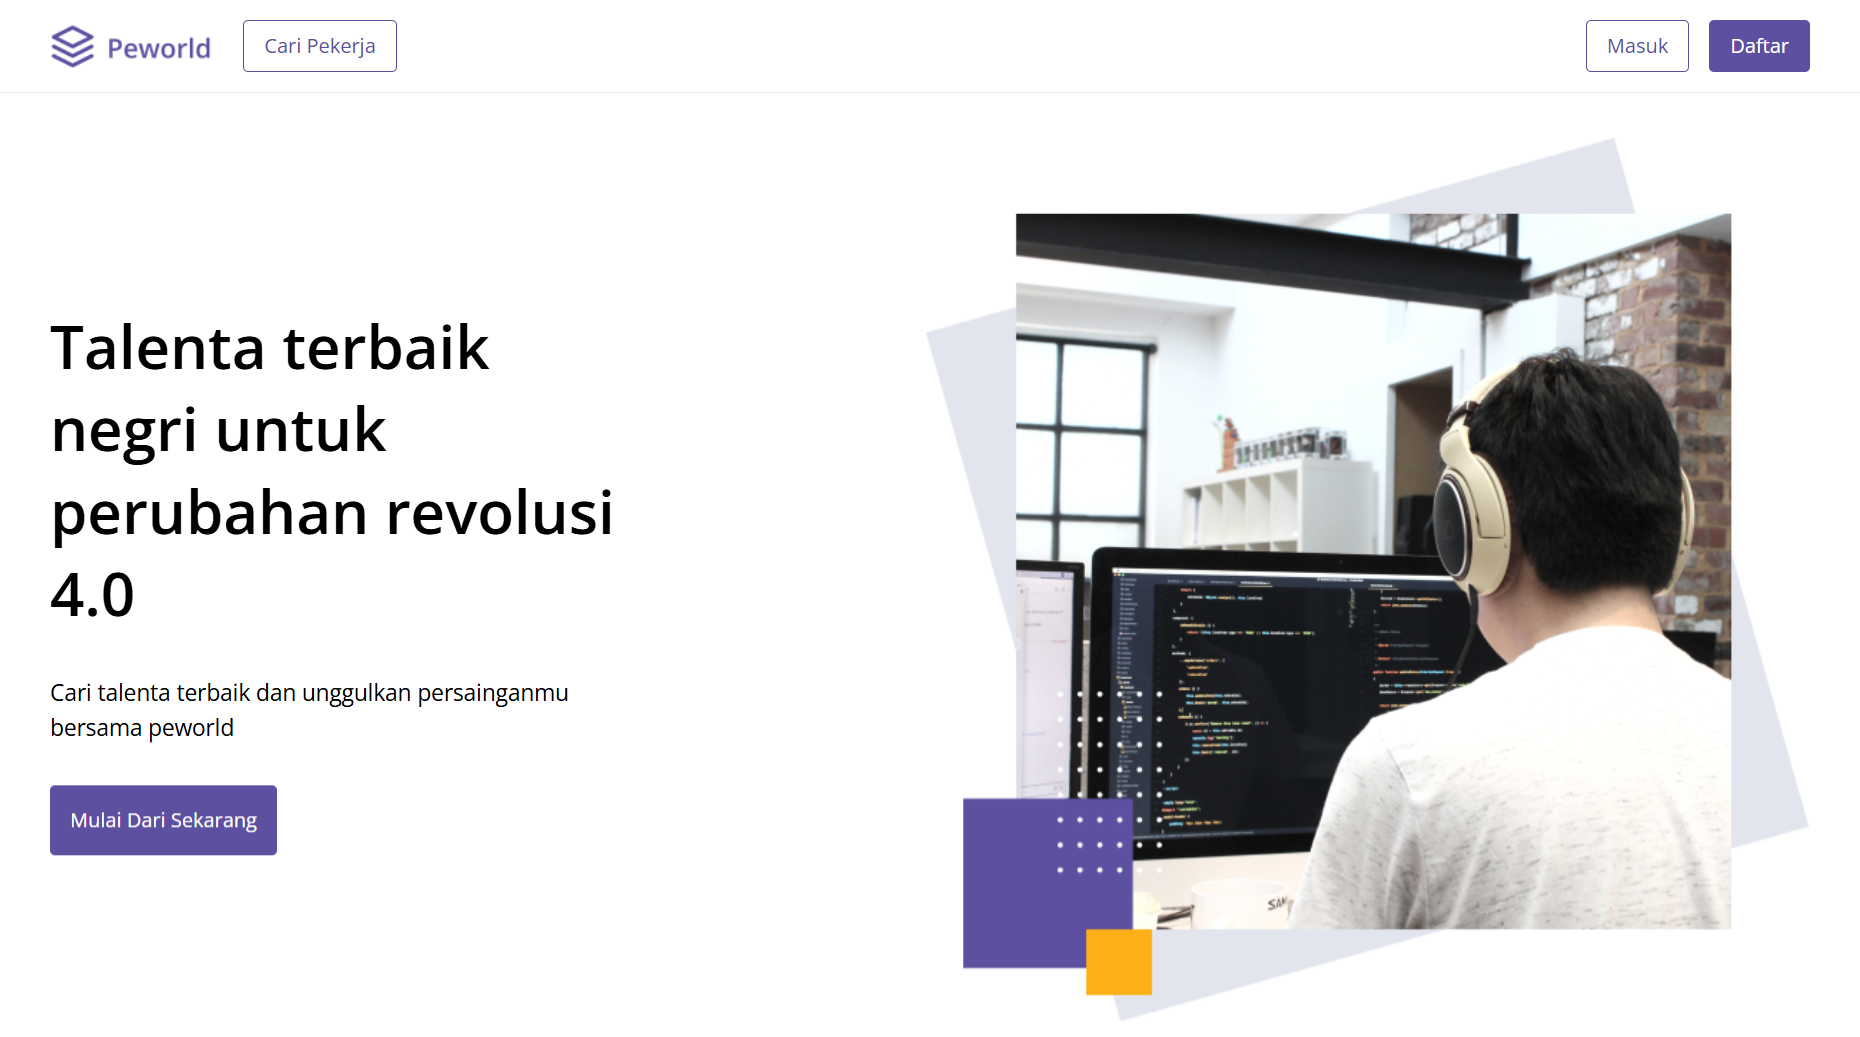 Peworld
Cari Pekerja
Masuk
Daftar
Talenta terbaik
negri untuk
perubahan revolusi
4.0
Cari talenta terbaik dan unggulkan persainganmu
bersama peworld
Mulai Dari Sekarang
SAM